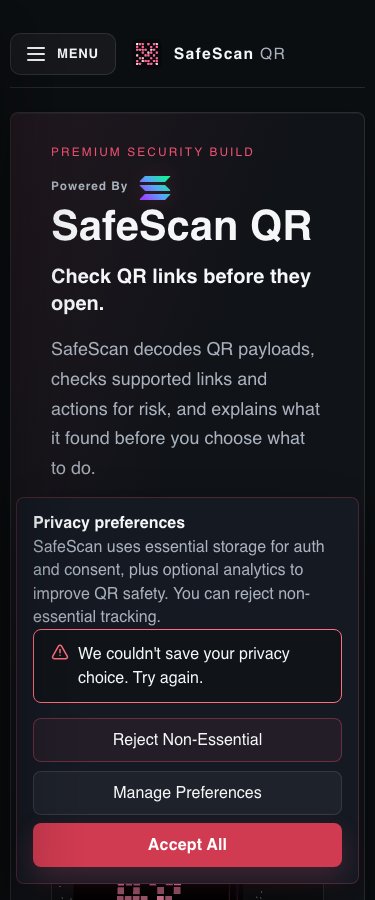 MENU
SafeScan QR
PREMIUM SECURITY BUILD
Powered By
SafeScan QR
Check QR links before they
open.
SafeScan decodes QR payloads,
checks supported links and
actions for risk, and explains what
it found before you choose what
to do.
Privacy preferences
SafeScan uses essential storage for auth
and consent, plus optional analytics to
improve QR safety. You can reject non-
essential tracking.
We couldn't save your privacy
choice. Try again.
Reject Non-Essential
Manage Preferences
Accept All